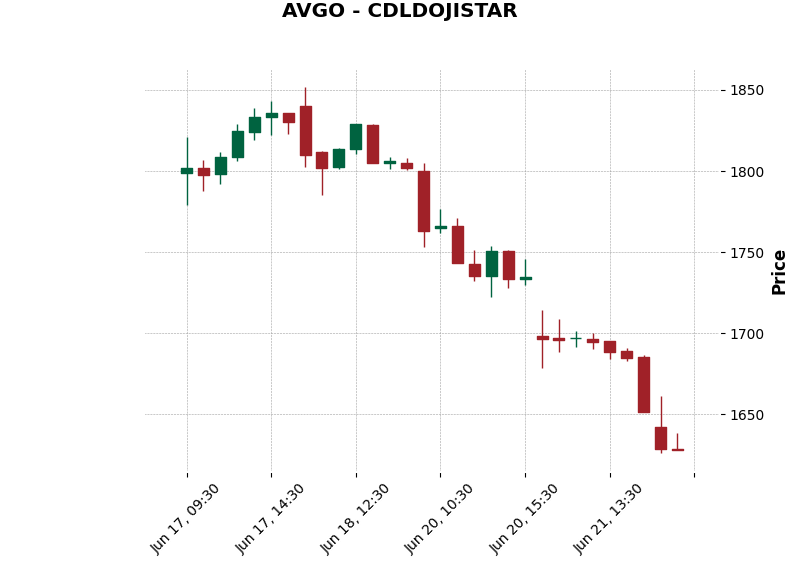 AVGO - CDLDOJISTAR
1850
1800
1750
1700
1650
Price
Jun 17, 09:30
Jun 17, 14:30
Jun 18, 12:30
Jun 20, 10:30
Jun 20, 15:30
Jun 21, 13:30